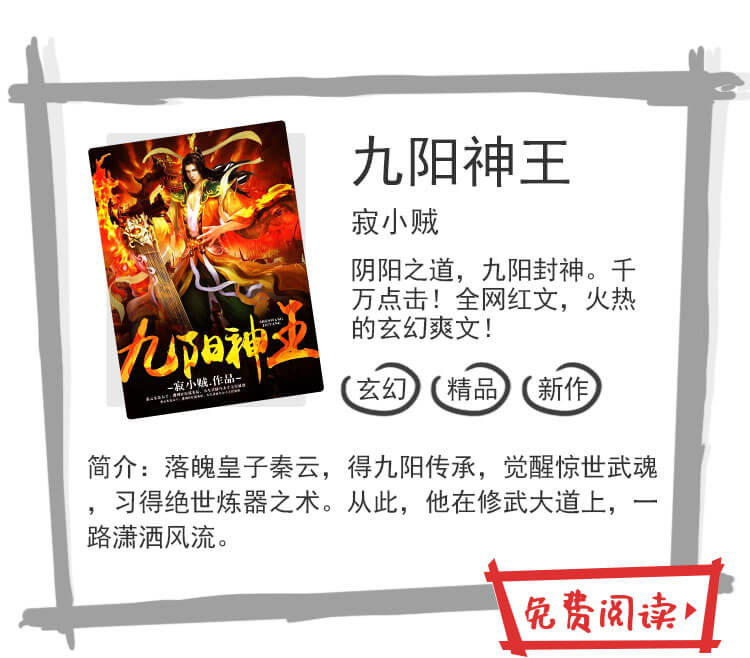 九阳神王
寂小贼
阴阳之道，九阳封神。千
万点击！全网红文，火热
的玄幻爽文！
玄幻 精品 新作
SHENWANG
JIUYANG
九阳神王
-寂小贼.作品-
简介：落魄皇子秦云，得九阳传承，觉醒惊世武魂
，习得绝世炼器之术。从此，他在修武大道上，一
路潇洒风流。
免费阅读